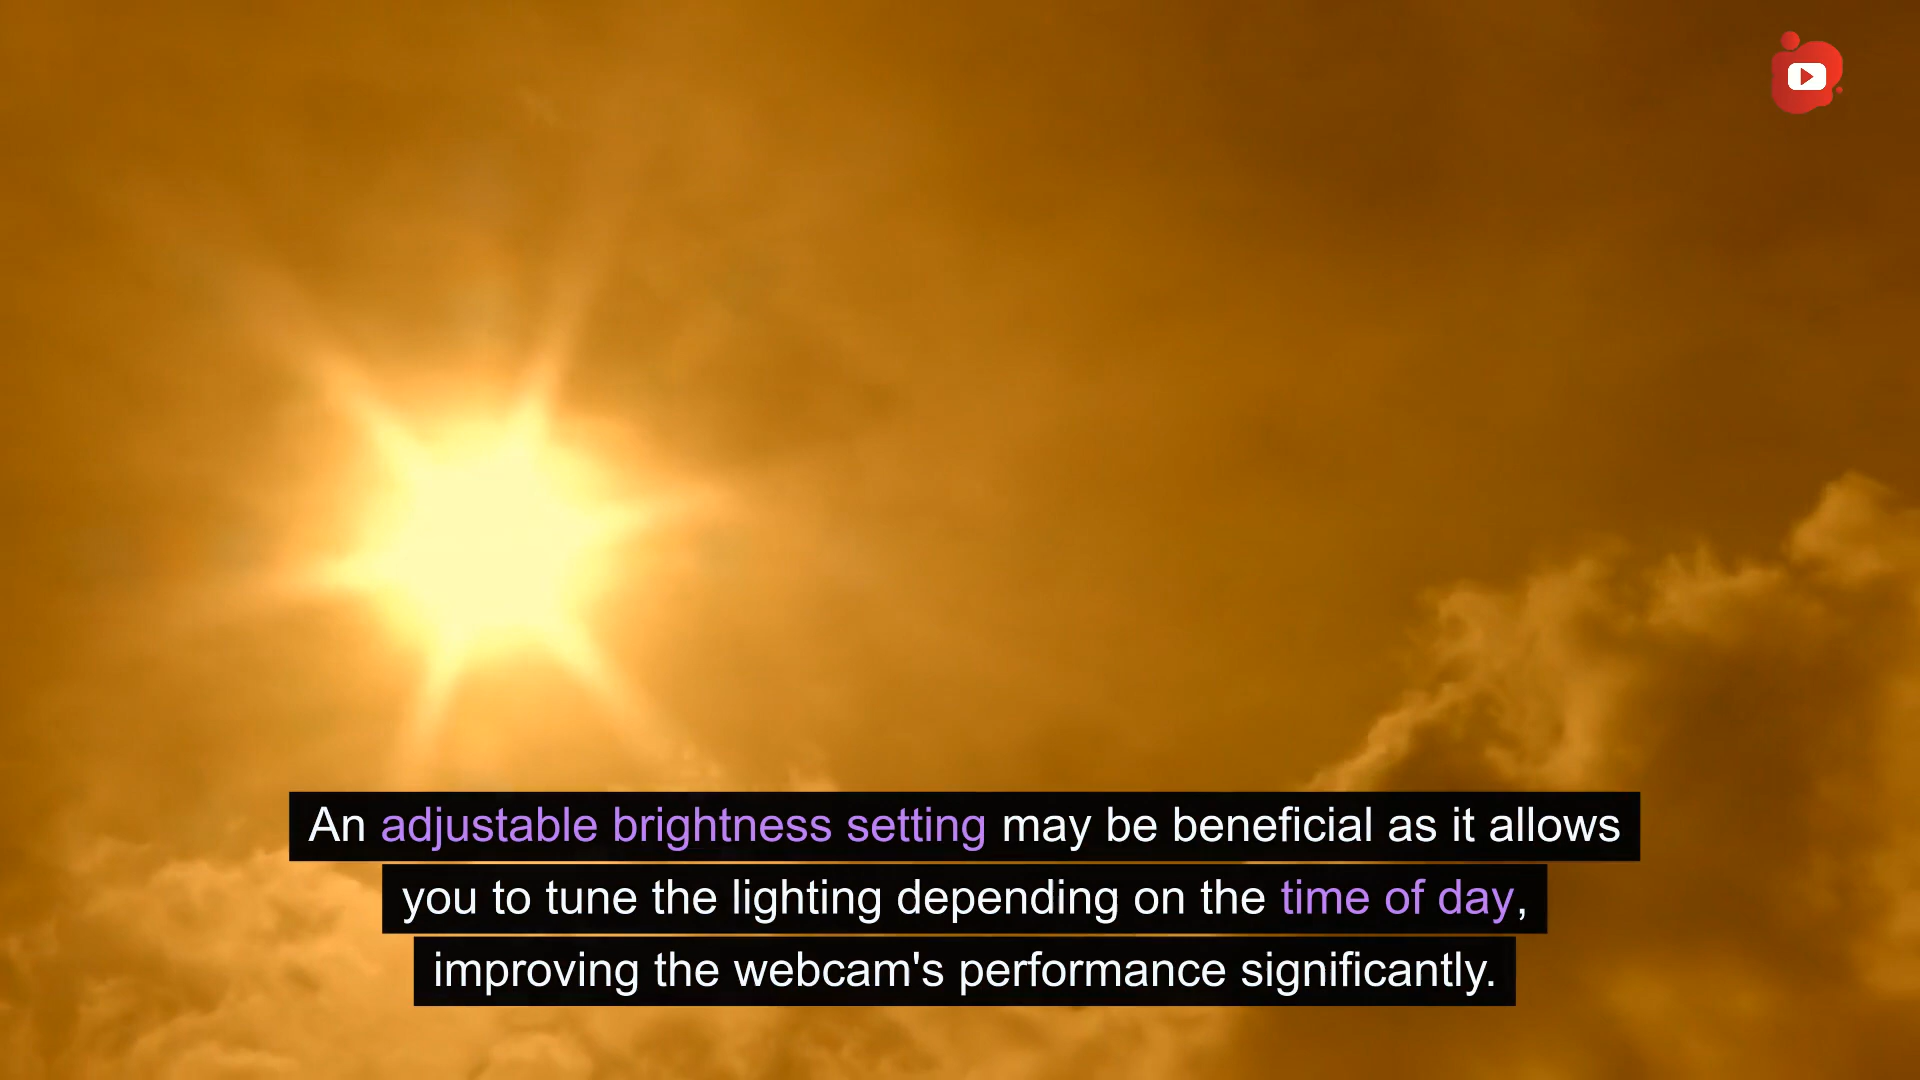 An adjustable brightness setting may be beneficial as it allows
you to tune the lighting depending on the time of day,
improving the webcam's performance significantly.